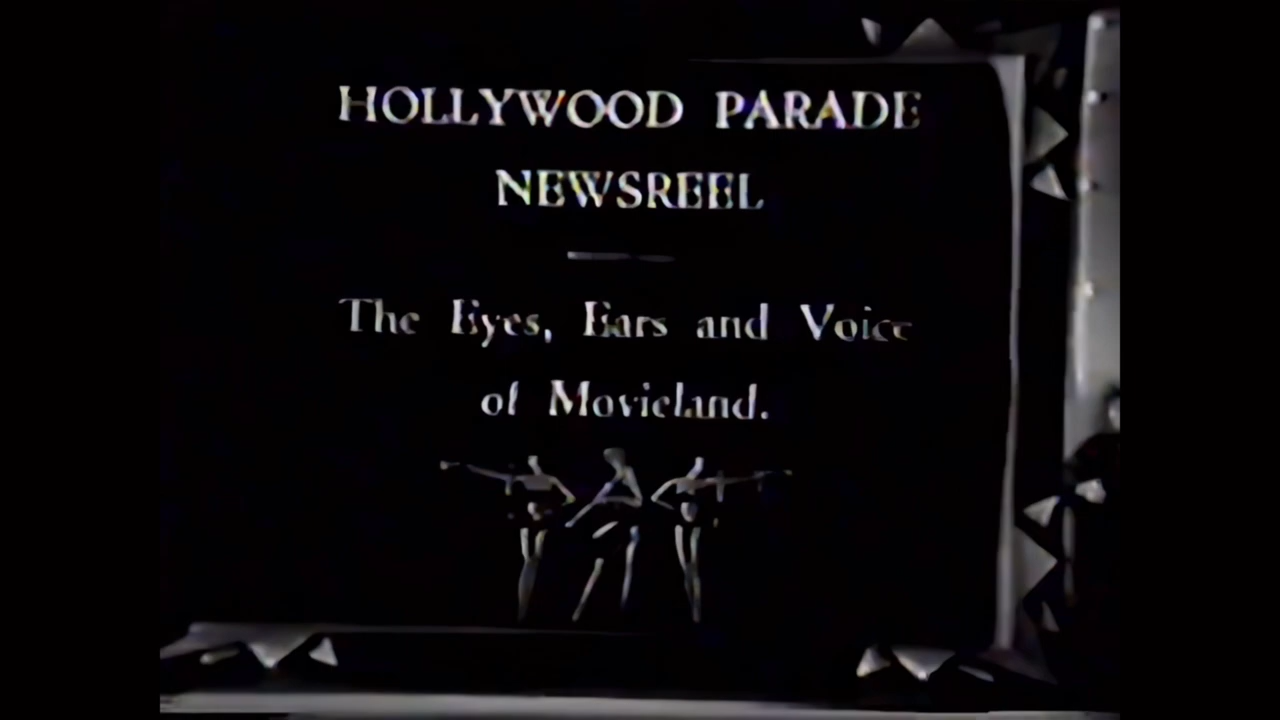 HOLLYWOOD PARADE
NEWSREEL
The Eyes, Ears and Voice
of Movieland.